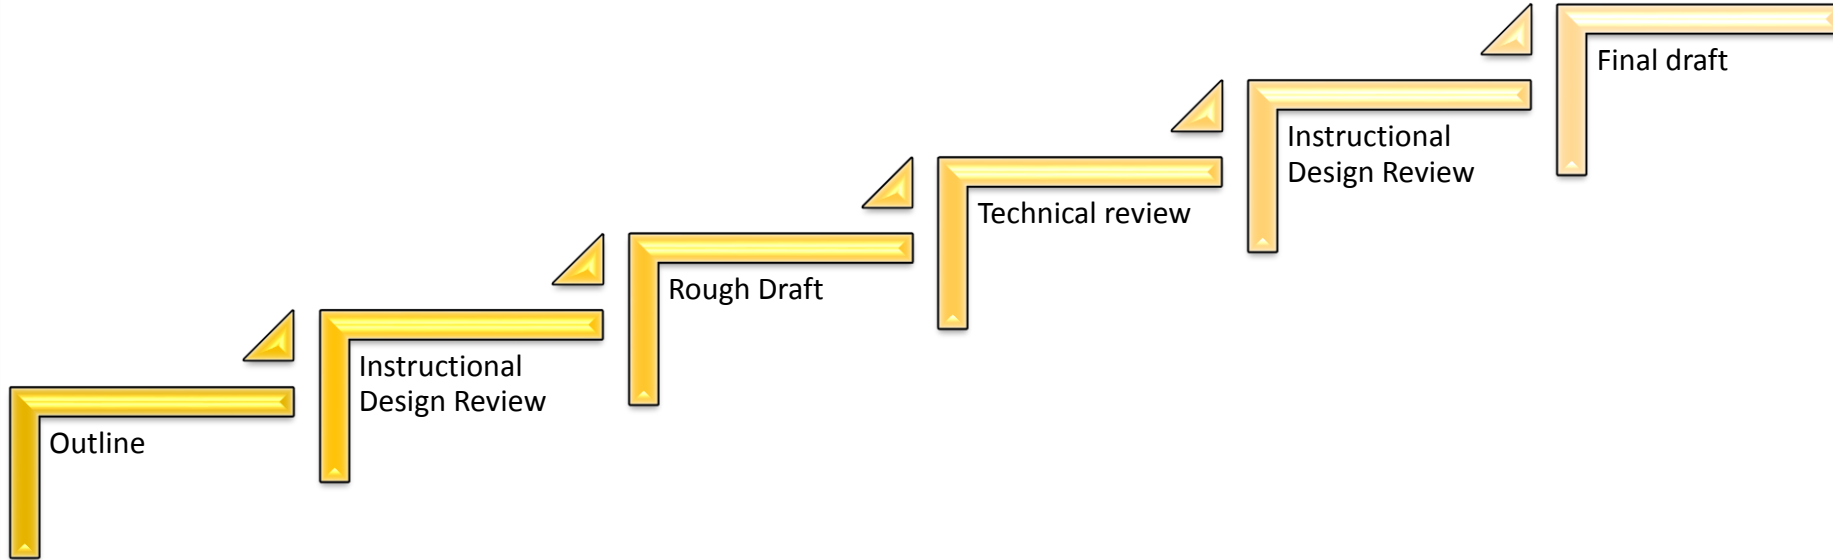 Outline
Instructional
Design Review
Rough Draft
Technical review
Instructional
Design Review
Final draft